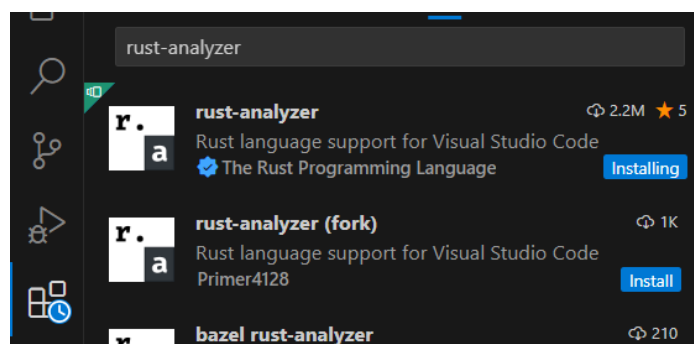 rust-analyzer
r.
a
rust-analyzer
2.2M
5
Rust language support for Visual Studio Code
The Rust Programming Language
Installing
r.
a
rust-analyzer (fork)
1K
Rust language support for Visual Studio Code
Primer4128
Install
bazel rust-analyzer
210